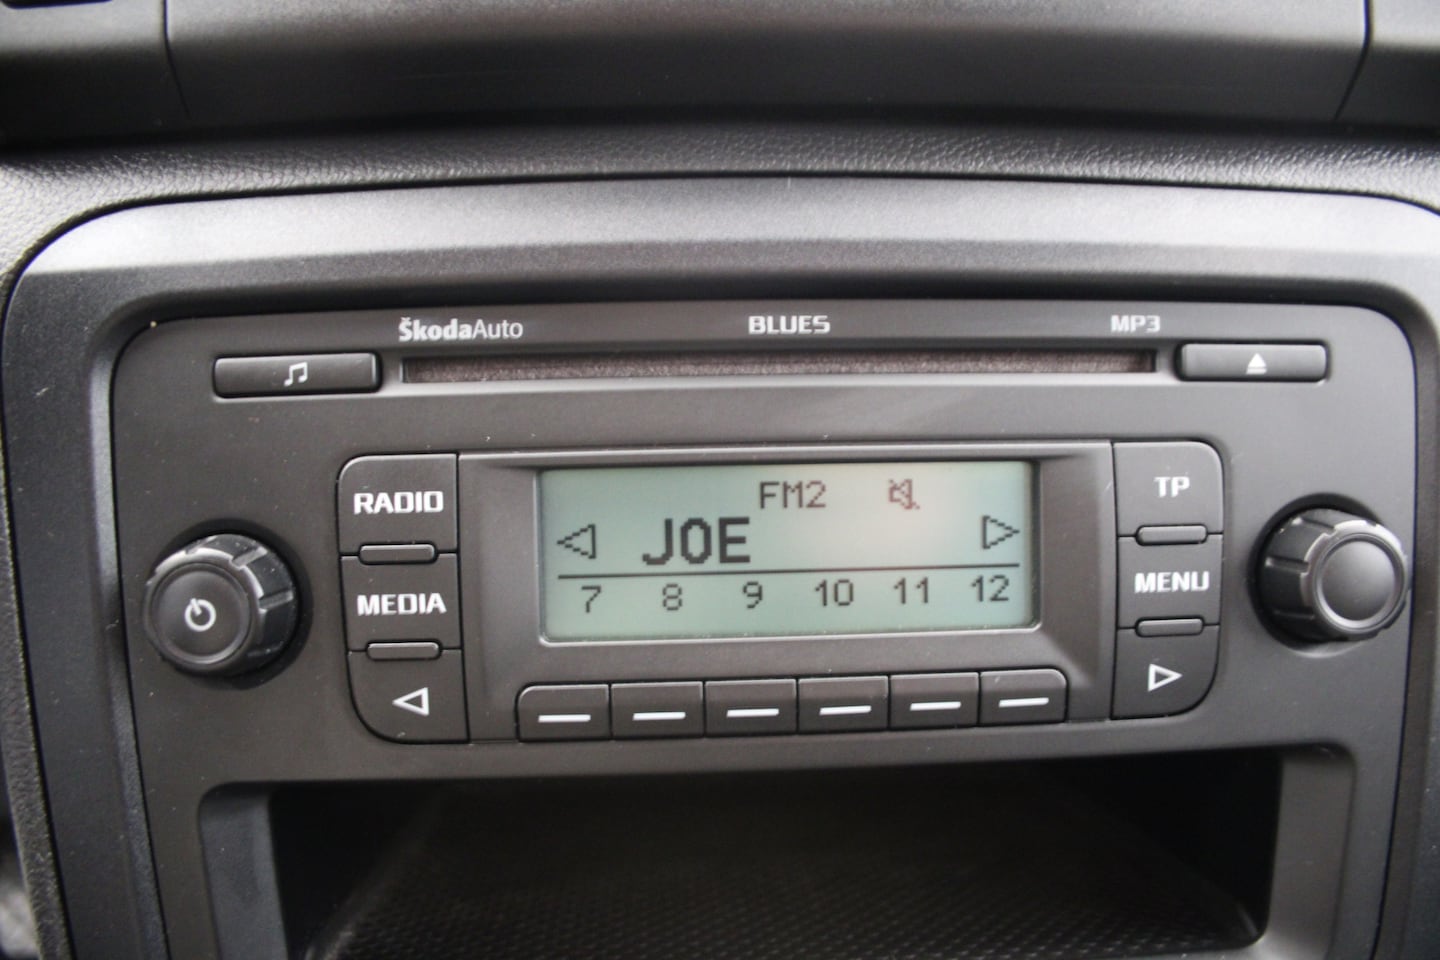 ŠkodaAuto BLUES MP3
RADIO
MEDIA
FM2
JOE
7 8 9 10 11 12
TP
MENU